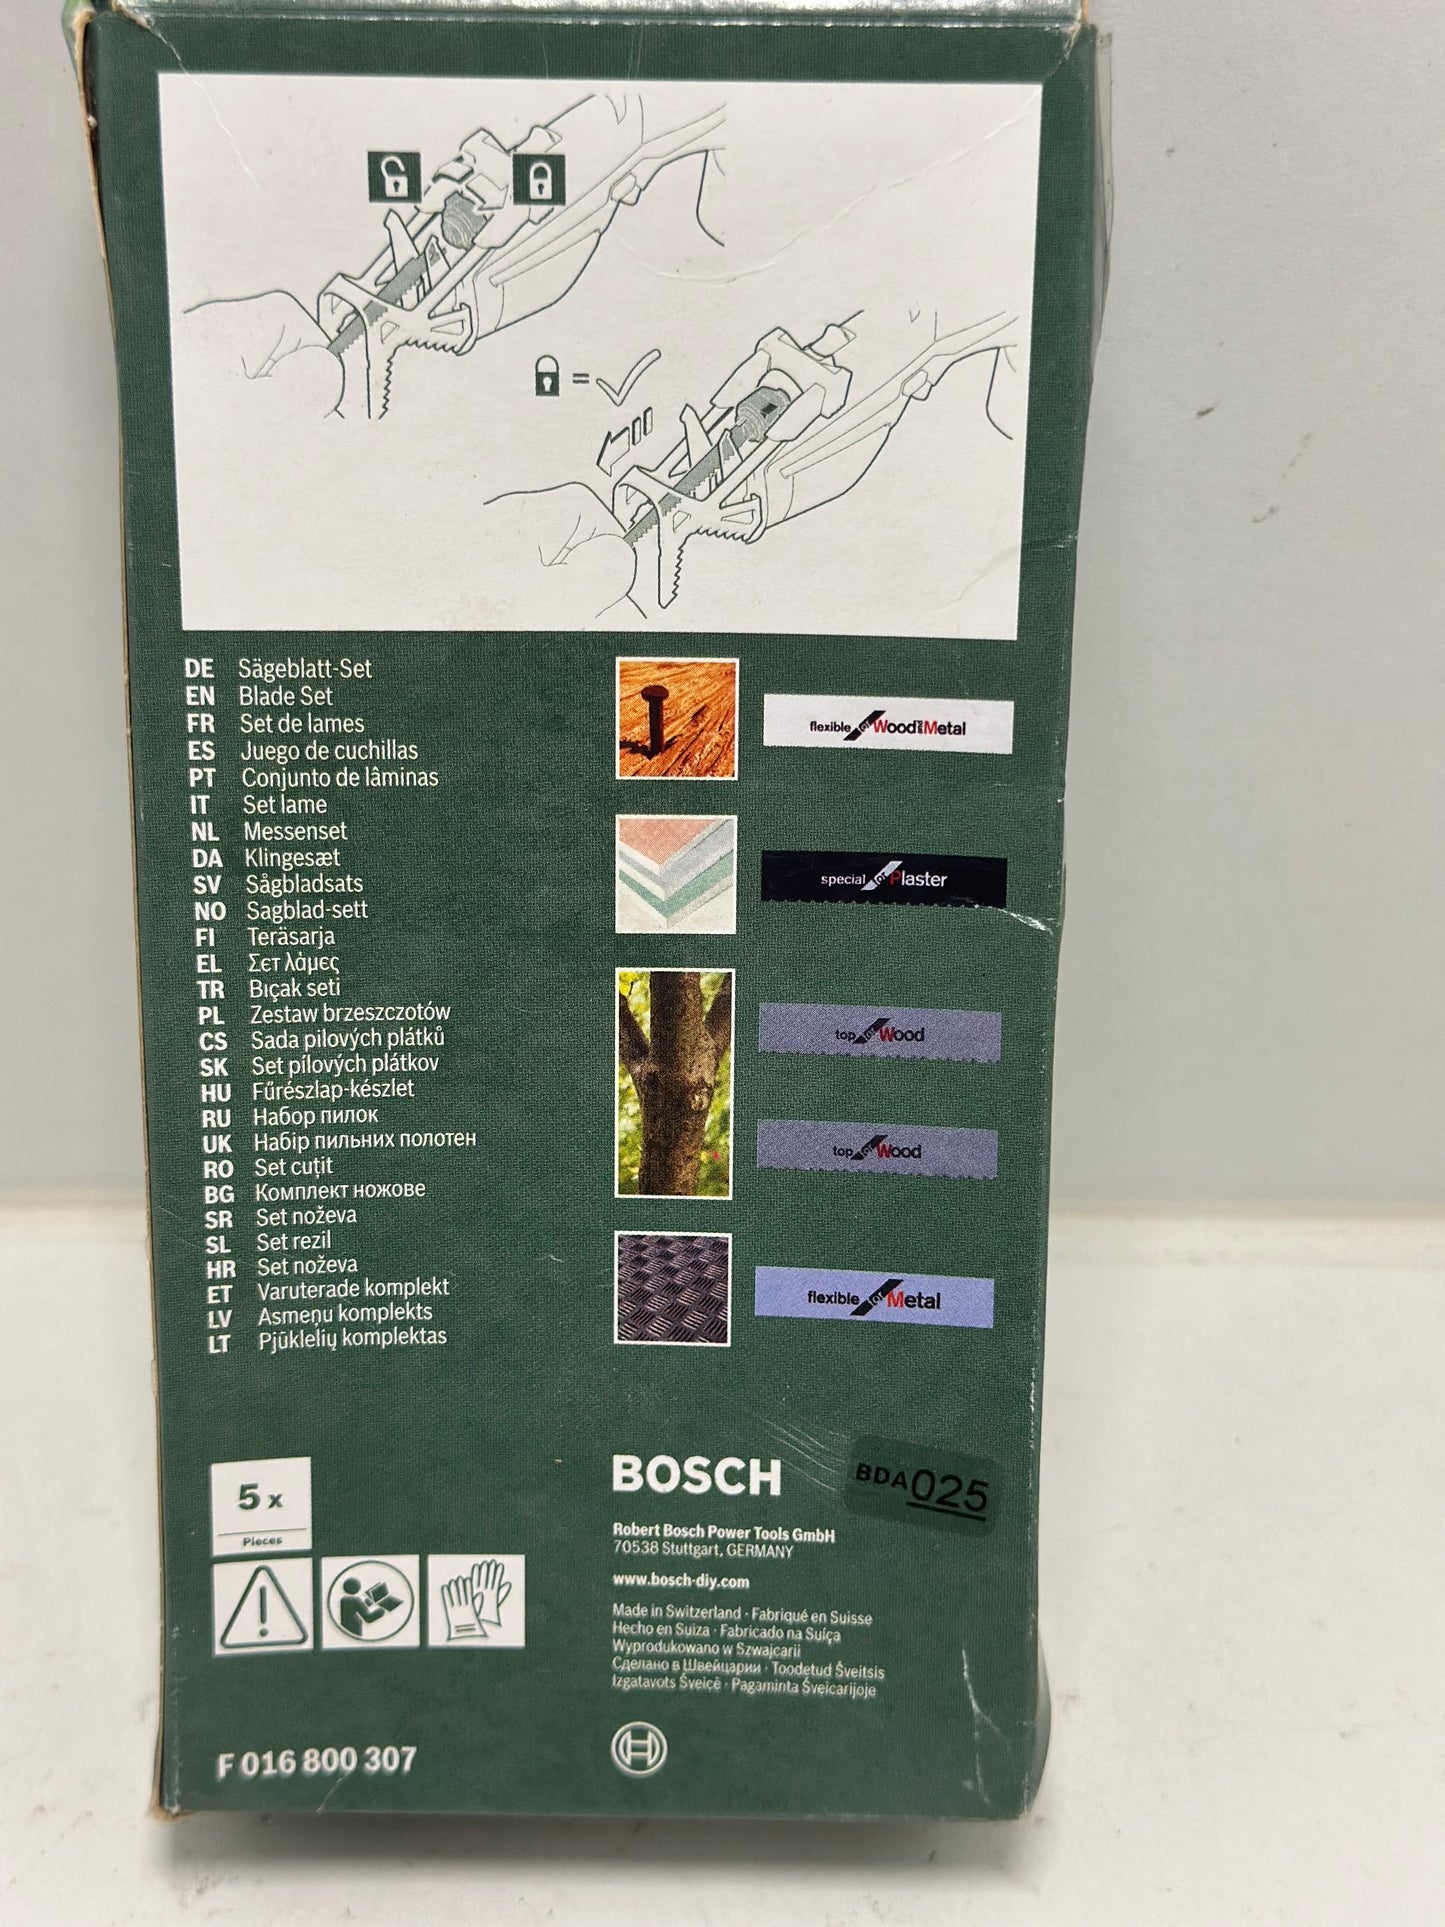 =
DE Sägeblatt-Set
EN Blade Set
FR Set de lames
ES Juego de cuchillas
PT Conjunto de lâminas
IT Set lame
NL Messenset
DA Klingesæt
SV Sågbladsats
NO Sagblad-sett
FI Teräsarja
EL Σετ λάμες
TR Bıçak seti
PL Zestaw brzeszczotów
CS Sada pilových plátků
SK Set pílových plátkov
HU Fűrészlap-készlet
RU Набор пилок
UK Набір пильних полотен
RO Set cuțit
BG Комплект ножове
SR Set noževa
SL Set rezil
HR Set noževa
ET Varuterade komplekt
LV Asmeņu komplekts
LT Pjūklelių komplektas
flexible for Wood and Metal
special for Plaster
top for Wood
top for Wood
flexible for Metal
5 x
Pieces
BOSCH
BDA025
Robert Bosch Power Tools GmbH
70538 Stuttgart, GERMANY
www.bosch-diy.com
Made in Switzerland · Fabriqué en Suisse
Hecho en Suiza · Fabricado na Suíça
Wyprodukowano w Szwajcarii
Сделано в Швейцарии · Toodetud Šveitsis
Izgatavots Šveicē · Pagaminta Šveicarijoje
F 016 800 307